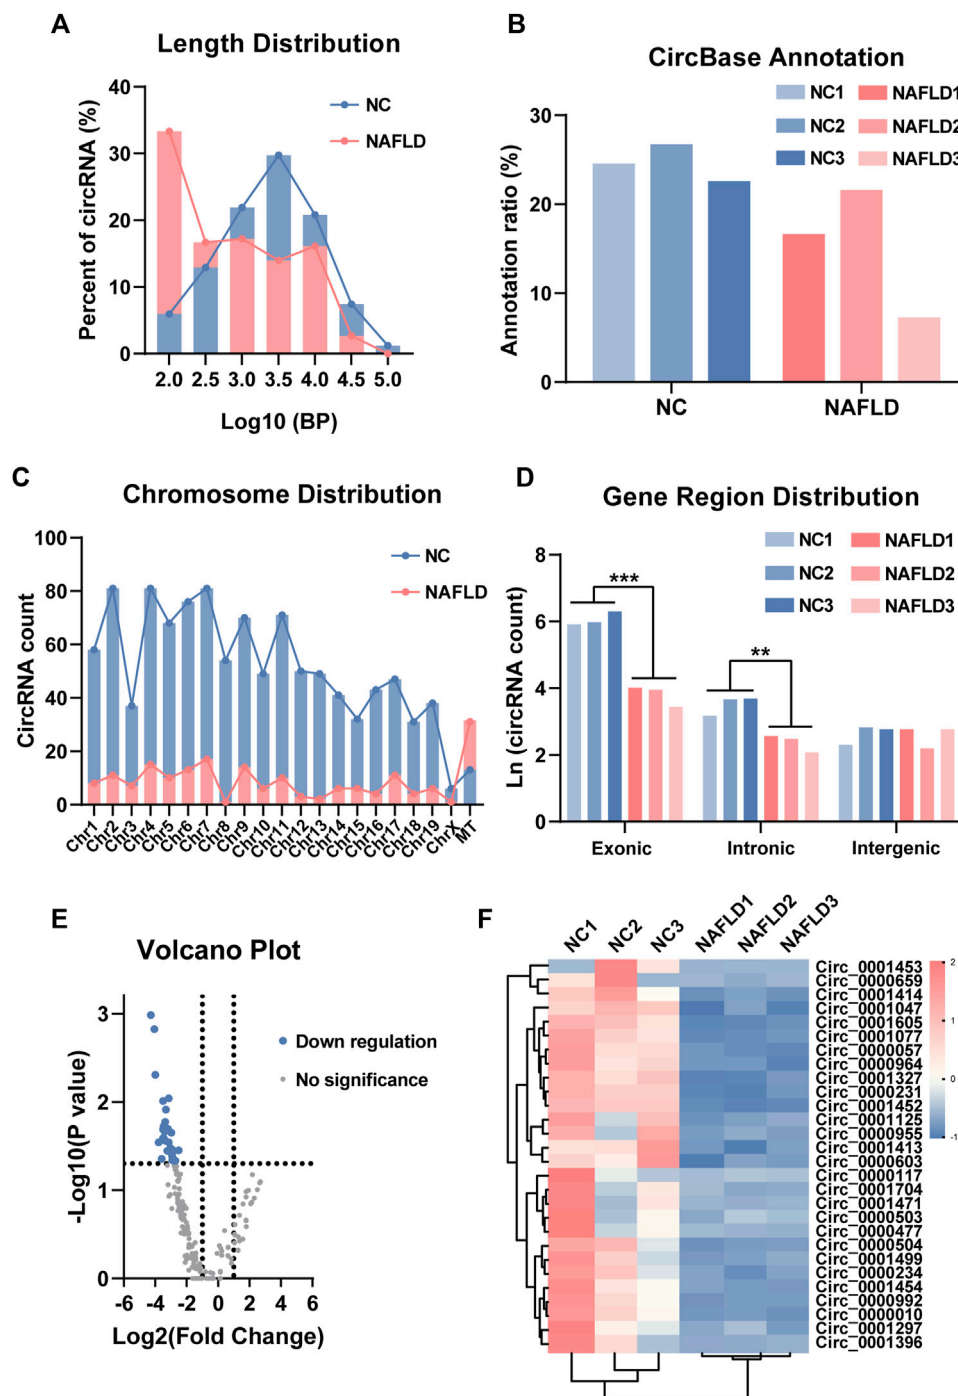 A
Length Distribution
NC
NAFLD
Percent of circRNA (%)
40
30
20
10
0
2.0 2.5 3.0 3.5 4.0 4.5 5.0
Log10 (BP)
B
CircBase Annotation
NC1 NAFLD1
NC2 NAFLD2
NC3 NAFLD3
Annotation ratio (%)
30
20
10
0
NC NAFLD
C
Chromosome Distribution
NC
NAFLD
CircRNA count
100
80
60
40
20
0
Chr1 Chr2 Chr3 Chr4 Chr5 Chr6 Chr7 Chr8 Chr9 Chr10 Chr11 Chr12 Chr13 Chr14 Chr15 Chr16 Chr17 Chr18 Chr19 ChrX MT
D
Gene Region Distribution
NC1 NAFLD1
NC2 NAFLD2
NC3 NAFLD3
Ln (circRNA count)
8
6
4
2
0
***
**
Exonic Intronic Intergenic
E
Volcano Plot
Down regulation
No significance
-Log10(P value)
3
2
1
0
-6 -4 -2 0 2 4 6
Log2(Fold Change)
F
NC1 NC2 NC3 NAFLD1 NAFLD2 NAFLD3
Circ_0001453
Circ_0000659
Circ_0001414
Circ_0001047
Circ_0001605
Circ_0001077
Circ_0000057
Circ_0000964
Circ_0001327
Circ_0000231
Circ_0001452
Circ_0001125
Circ_0000955
Circ_0001413
Circ_0000603
Circ_0000117
Circ_0001704
Circ_0001471
Circ_0000503
Circ_0000477
Circ_0000504
Circ_0001499
Circ_0000234
Circ_0001454
Circ_0000992
Circ_0000010
Circ_0001297
Circ_0001396
2
1
0
-1